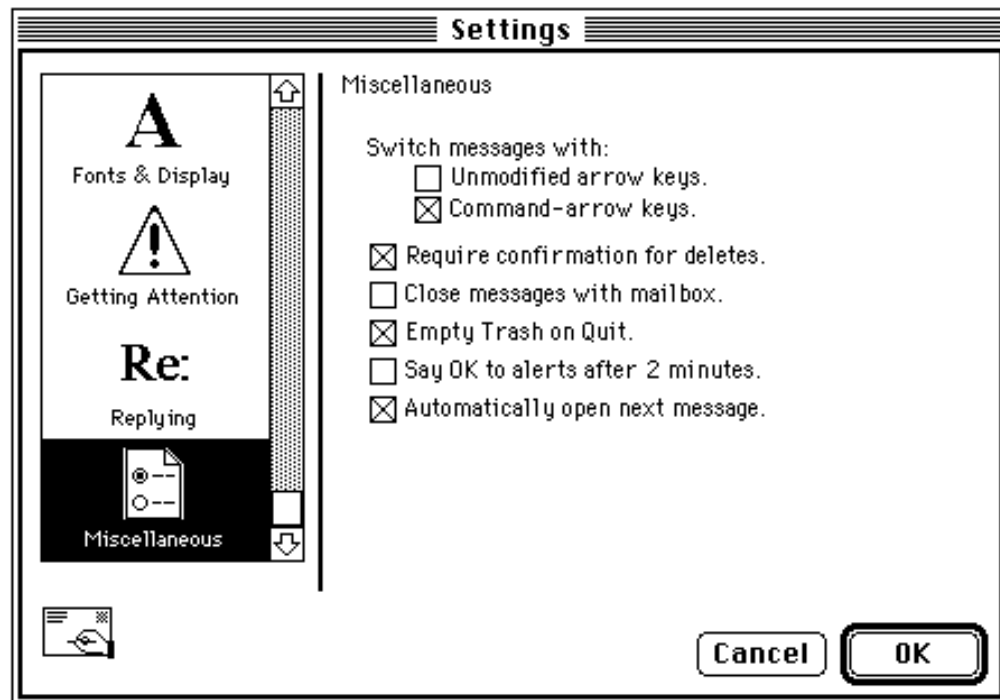 Settings
A
Fonts & Display
Getting Attention
Re:
Replying
Miscellaneous
Miscellaneous
Switch messages with:
Unmodified arrow keys.
Command-arrow keys.
Require confirmation for deletes.
Close messages with mailbox.
Empty Trash on Quit.
Say OK to alerts after 2 minutes.
Automatically open next message.
Cancel
OK